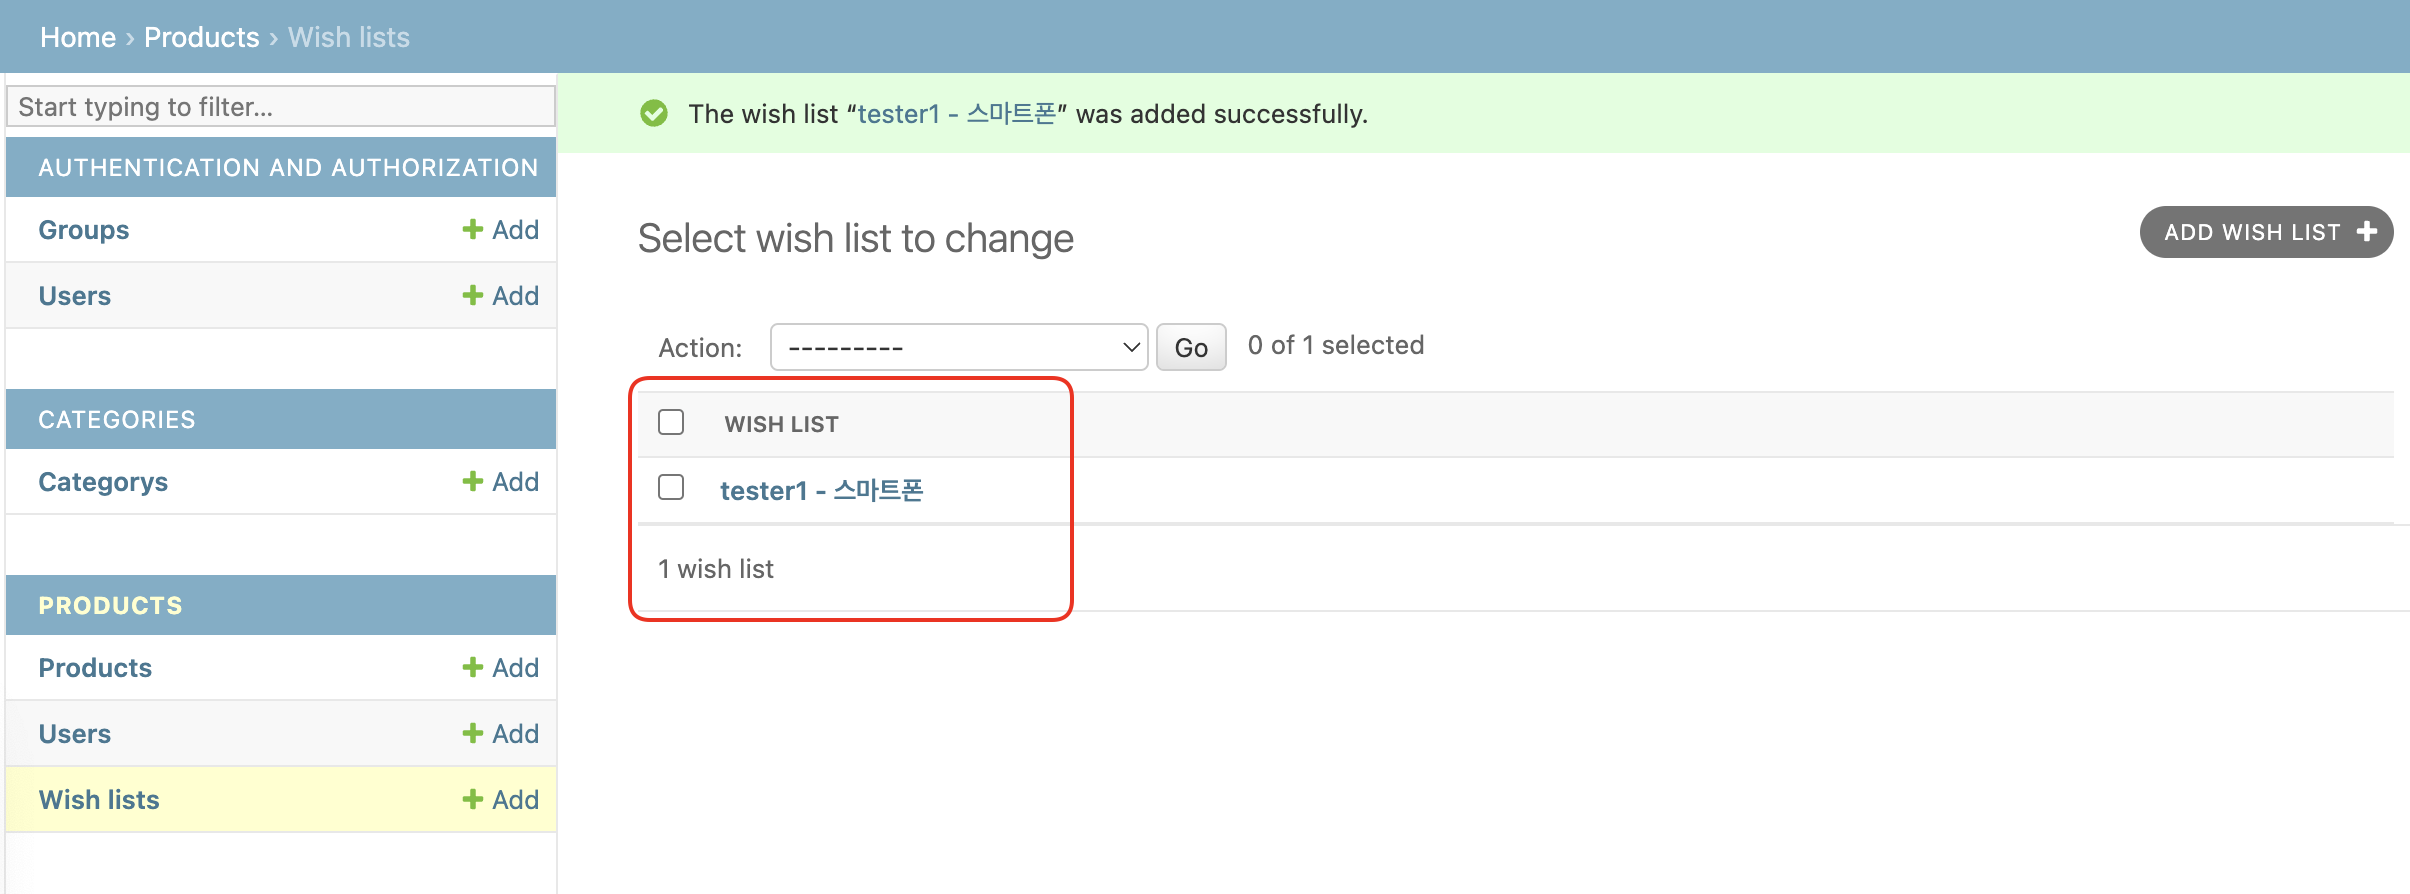 Home › Products › Wish lists
Start typing to filter...
AUTHENTICATION AND AUTHORIZATION
Groups + Add
Users + Add
CATEGORIES
Categorys + Add
PRODUCTS
Products + Add
Users + Add
Wish lists + Add
The wish list “tester1 - 스마트폰” was added successfully.
Select wish list to change
ADD WISH LIST +
Action: --------- Go 0 of 1 selected
WISH LIST
tester1 - 스마트폰
1 wish list